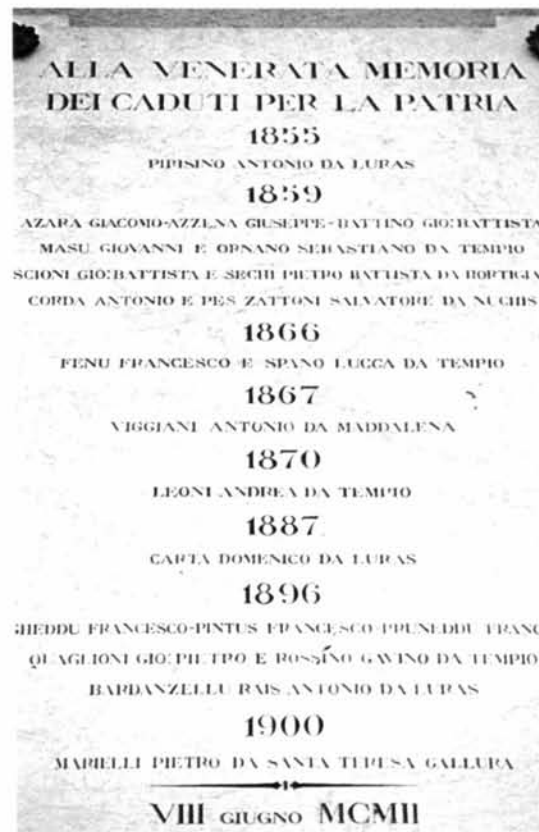 ALLA VENERATA MEMORIA
DEI CADUTI PER LA PATRIA
1855
PIPISINO ANTONIO DA LURAS
1859
AZARA GIACOMO-AZZENA GIUSEPPE-BATTINO GIO:BATTISTA
MASU GIOVANNI E ORNANO SEBASTIANO DA TEMPIO
SCIONI GIO:BATTISTA E SECHI PIETRO BATTISTA DA BORTIGIA
CORDA ANTONIO E PES ZATTONI SALVATORE DA NUCHIS
1866
FENU FRANCESCO E SPANO LUCCA DA TEMPIO
1867
VIGGIANI ANTONIO DA MADDALENA
1870
LEONI ANDREA DA TEMPIO
1887
CARTA DOMENICO DA LURAS
1896
GHEDDU FRANCESCO-PINTUS FRANCESCO-PRUNEDDU FRANC
QUAGLIONI GIO:PIETRO E ROSSINO GAVINO DA TEMPIO
BARDANZELLU RAIS ANTONIO DA LURAS
1900
MARIELLI PIETRO DA SANTA TERESA GALLURA
VIII GIUGNO MCMII